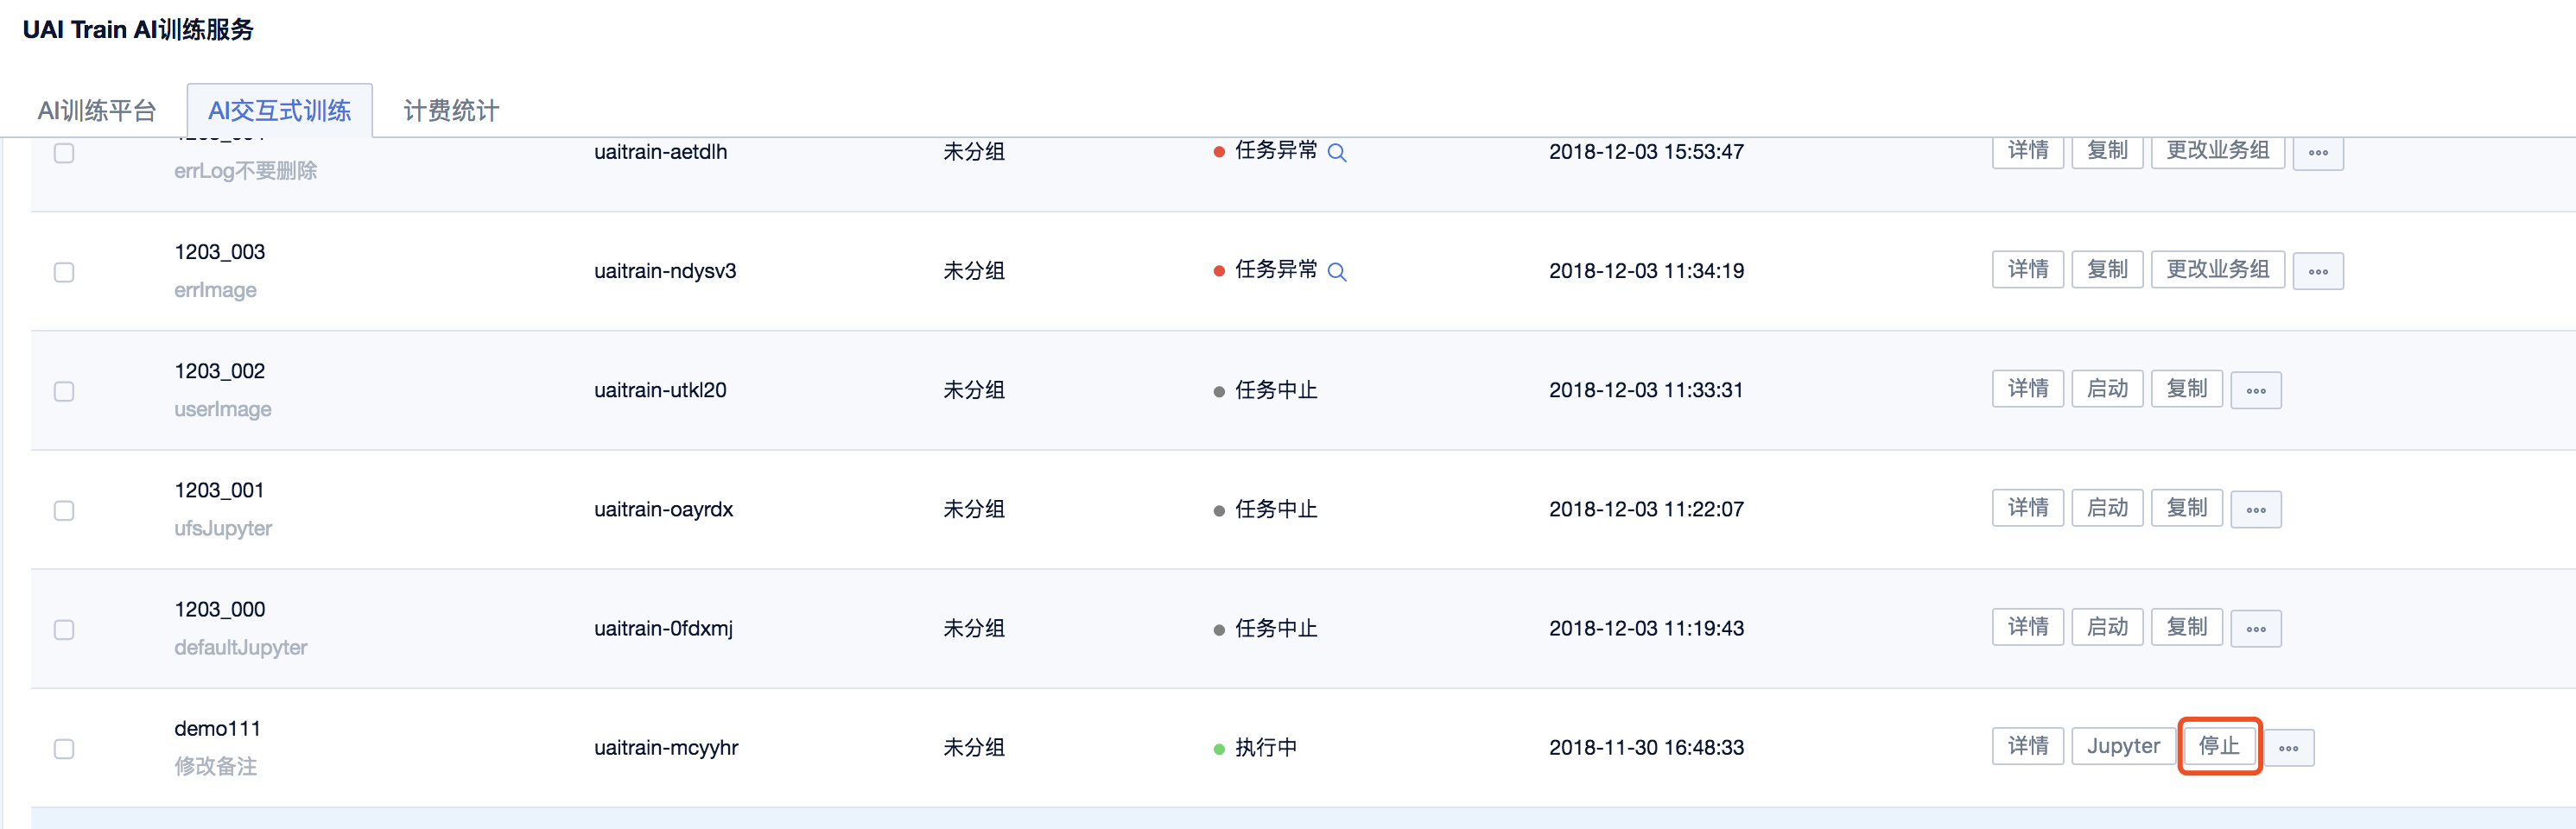 UAI Train AI训练服务
AI训练平台 AI交互式训练 计费统计
errLog不要删除 uaitrain-aetdlh 未分组 任务异常 2018-12-03 15:53:47 详情 复制 更改业务组
1203_003
errImage uaitrain-ndysv3 未分组 任务异常 2018-12-03 11:34:19 详情 复制 更改业务组
1203_002
userImage uaitrain-utkl20 未分组 任务中止 2018-12-03 11:33:31 详情 启动 复制
1203_001
ufsJupyter uaitrain-oayrdx 未分组 任务中止 2018-12-03 11:22:07 详情 启动 复制
1203_000
defaultJupyter uaitrain-0fdxmj 未分组 任务中止 2018-12-03 11:19:43 详情 启动 复制
demo111
修改备注 uaitrain-mcyyhr 未分组 执行中 2018-11-30 16:48:33 详情 Jupyter 停止